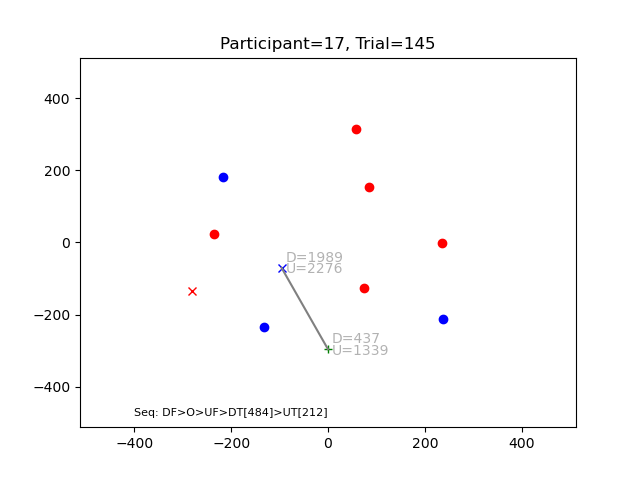 Participant=17, Trial=145
400
200
0
−200
−400
D=1989
U=2276
D=437
U=1339
Seq: DF>O>UF>DT[484]>UT[212]
−400
−200
0
200
400